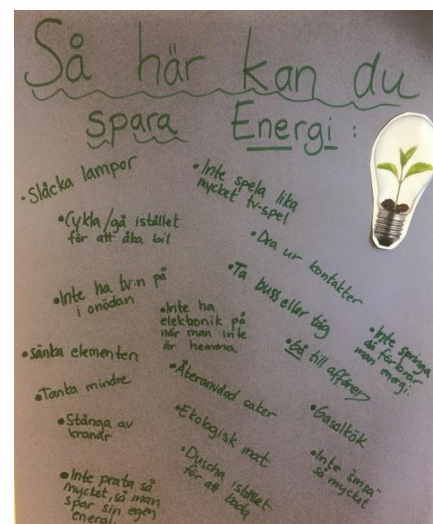 Så här kan du
spara Energi:
•Släcka lampor
•Cykla/gå istället
för att åka bil
•Inte ha tv:n på
i onödan
•sänka elementen
•Tanka mindre
•Stänga av
kranar
•Inte prata så
mycket, så man
spar sin egen
energi
•Inte spela lika
mycket tv-spel
•Dra ur kontakter
•Ta buss eller tåg
•Inte ha
elektronik på
när man inte
är hemma
•Gå till affären
•Återanvänd saker
•Ekologisk mat
•Duscha istället
för att bada
•Inte springa
då förbrar
man energi.
•Gasolkök
•Inte
så mycket